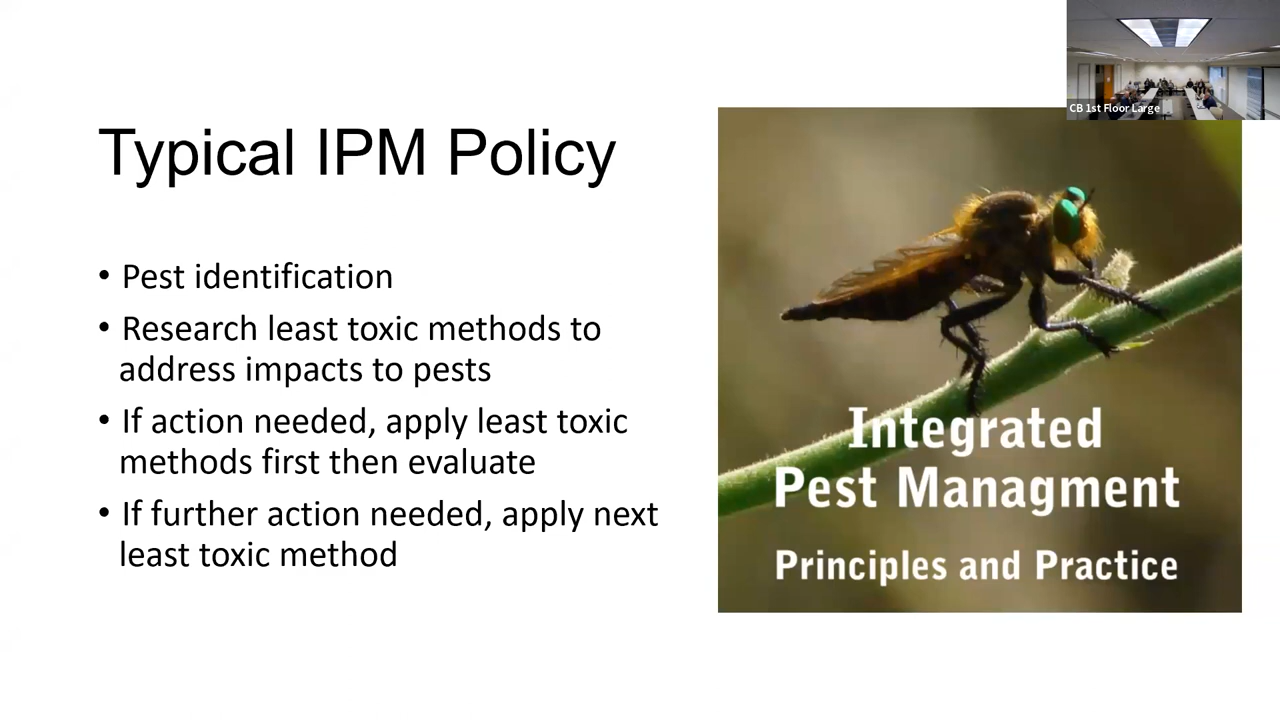 CB 1st Floor Large
Typical IPM Policy
• Pest identification
• Research least toxic methods to
address impacts to pests
• If action needed, apply least toxic
methods first then evaluate
• If further action needed, apply next
least toxic method
Integrated
Pest Managment
Principles and Practice